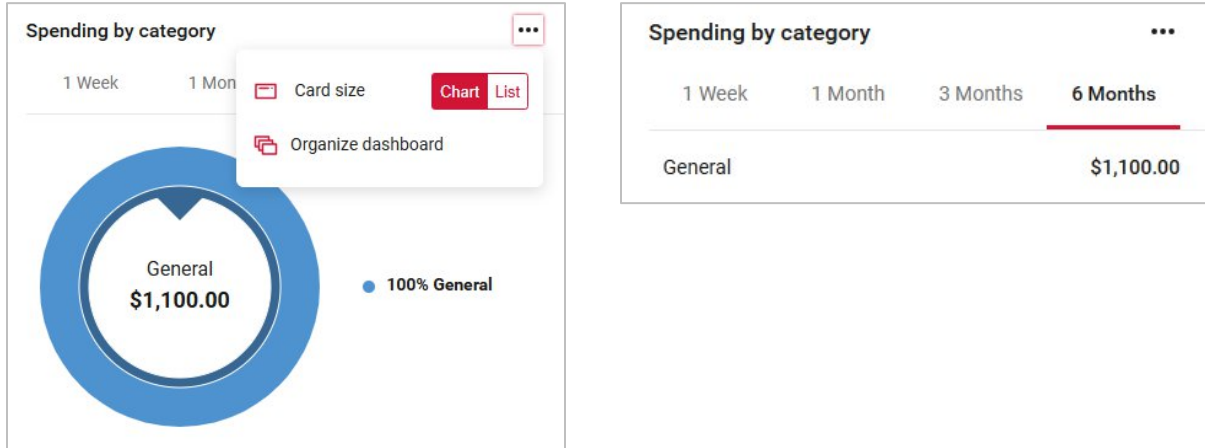 Spending by category
•••
1 Week 1 Mon
Card size Chart List
Organize dashboard
General
$1,100.00
100% General
Spending by category
•••
1 Week 1 Month 3 Months 6 Months
General $1,100.00